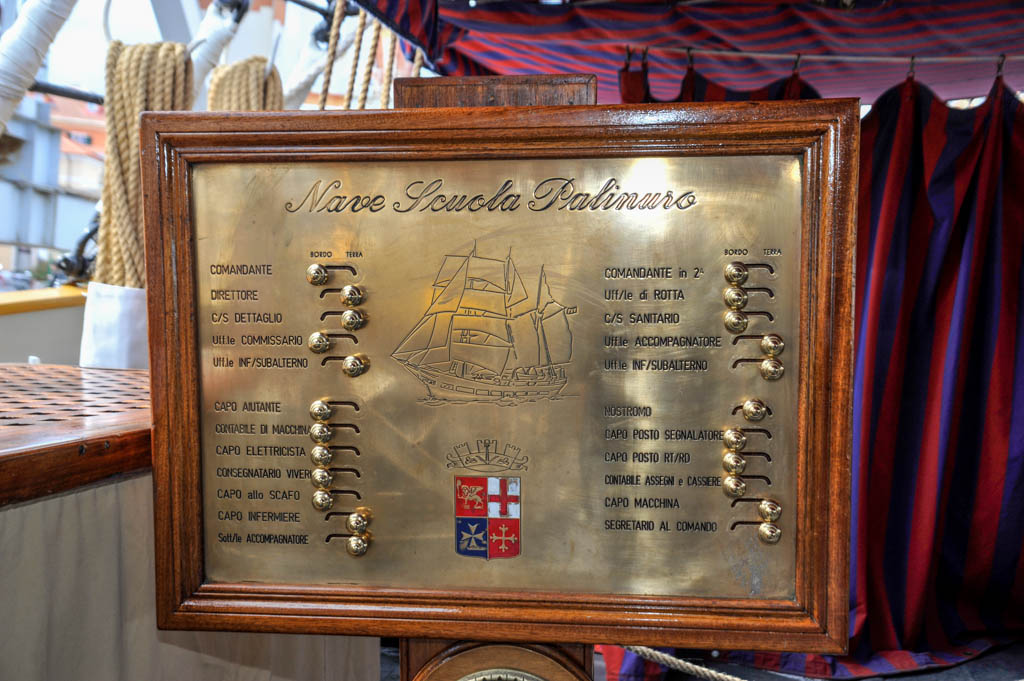 Nave Scuola Palinuro
BORDO TERRA
COMANDANTE
DIRETTORE
C/S DETTAGLIO
Uff.le COMMISSARIO
Uff.le INF/SUBALTERNO
CAPO AIUTANTE
CONTABILE DI MACCHINA
CAPO ELETTRICISTA
CONSEGNATARIO VIVERI
CAPO allo SCAFO
CAPO INFERMIERE
Sott/le ACCOMPAGNATORE
BORDO TERRA
COMANDANTE in 2ª
Uff/le di ROTTA
C/S SANITARIO
Uff.le ACCOMPAGNATORE
Uff.le INF/SUBALTERNO
NOSTROMO
CAPO POSTO SEGNALATORE
CAPO POSTO RT/RD
CONTABILE ASSEGNI e CASSIERE
CAPO MACCHINA
SEGRETARIO AL COMANDO